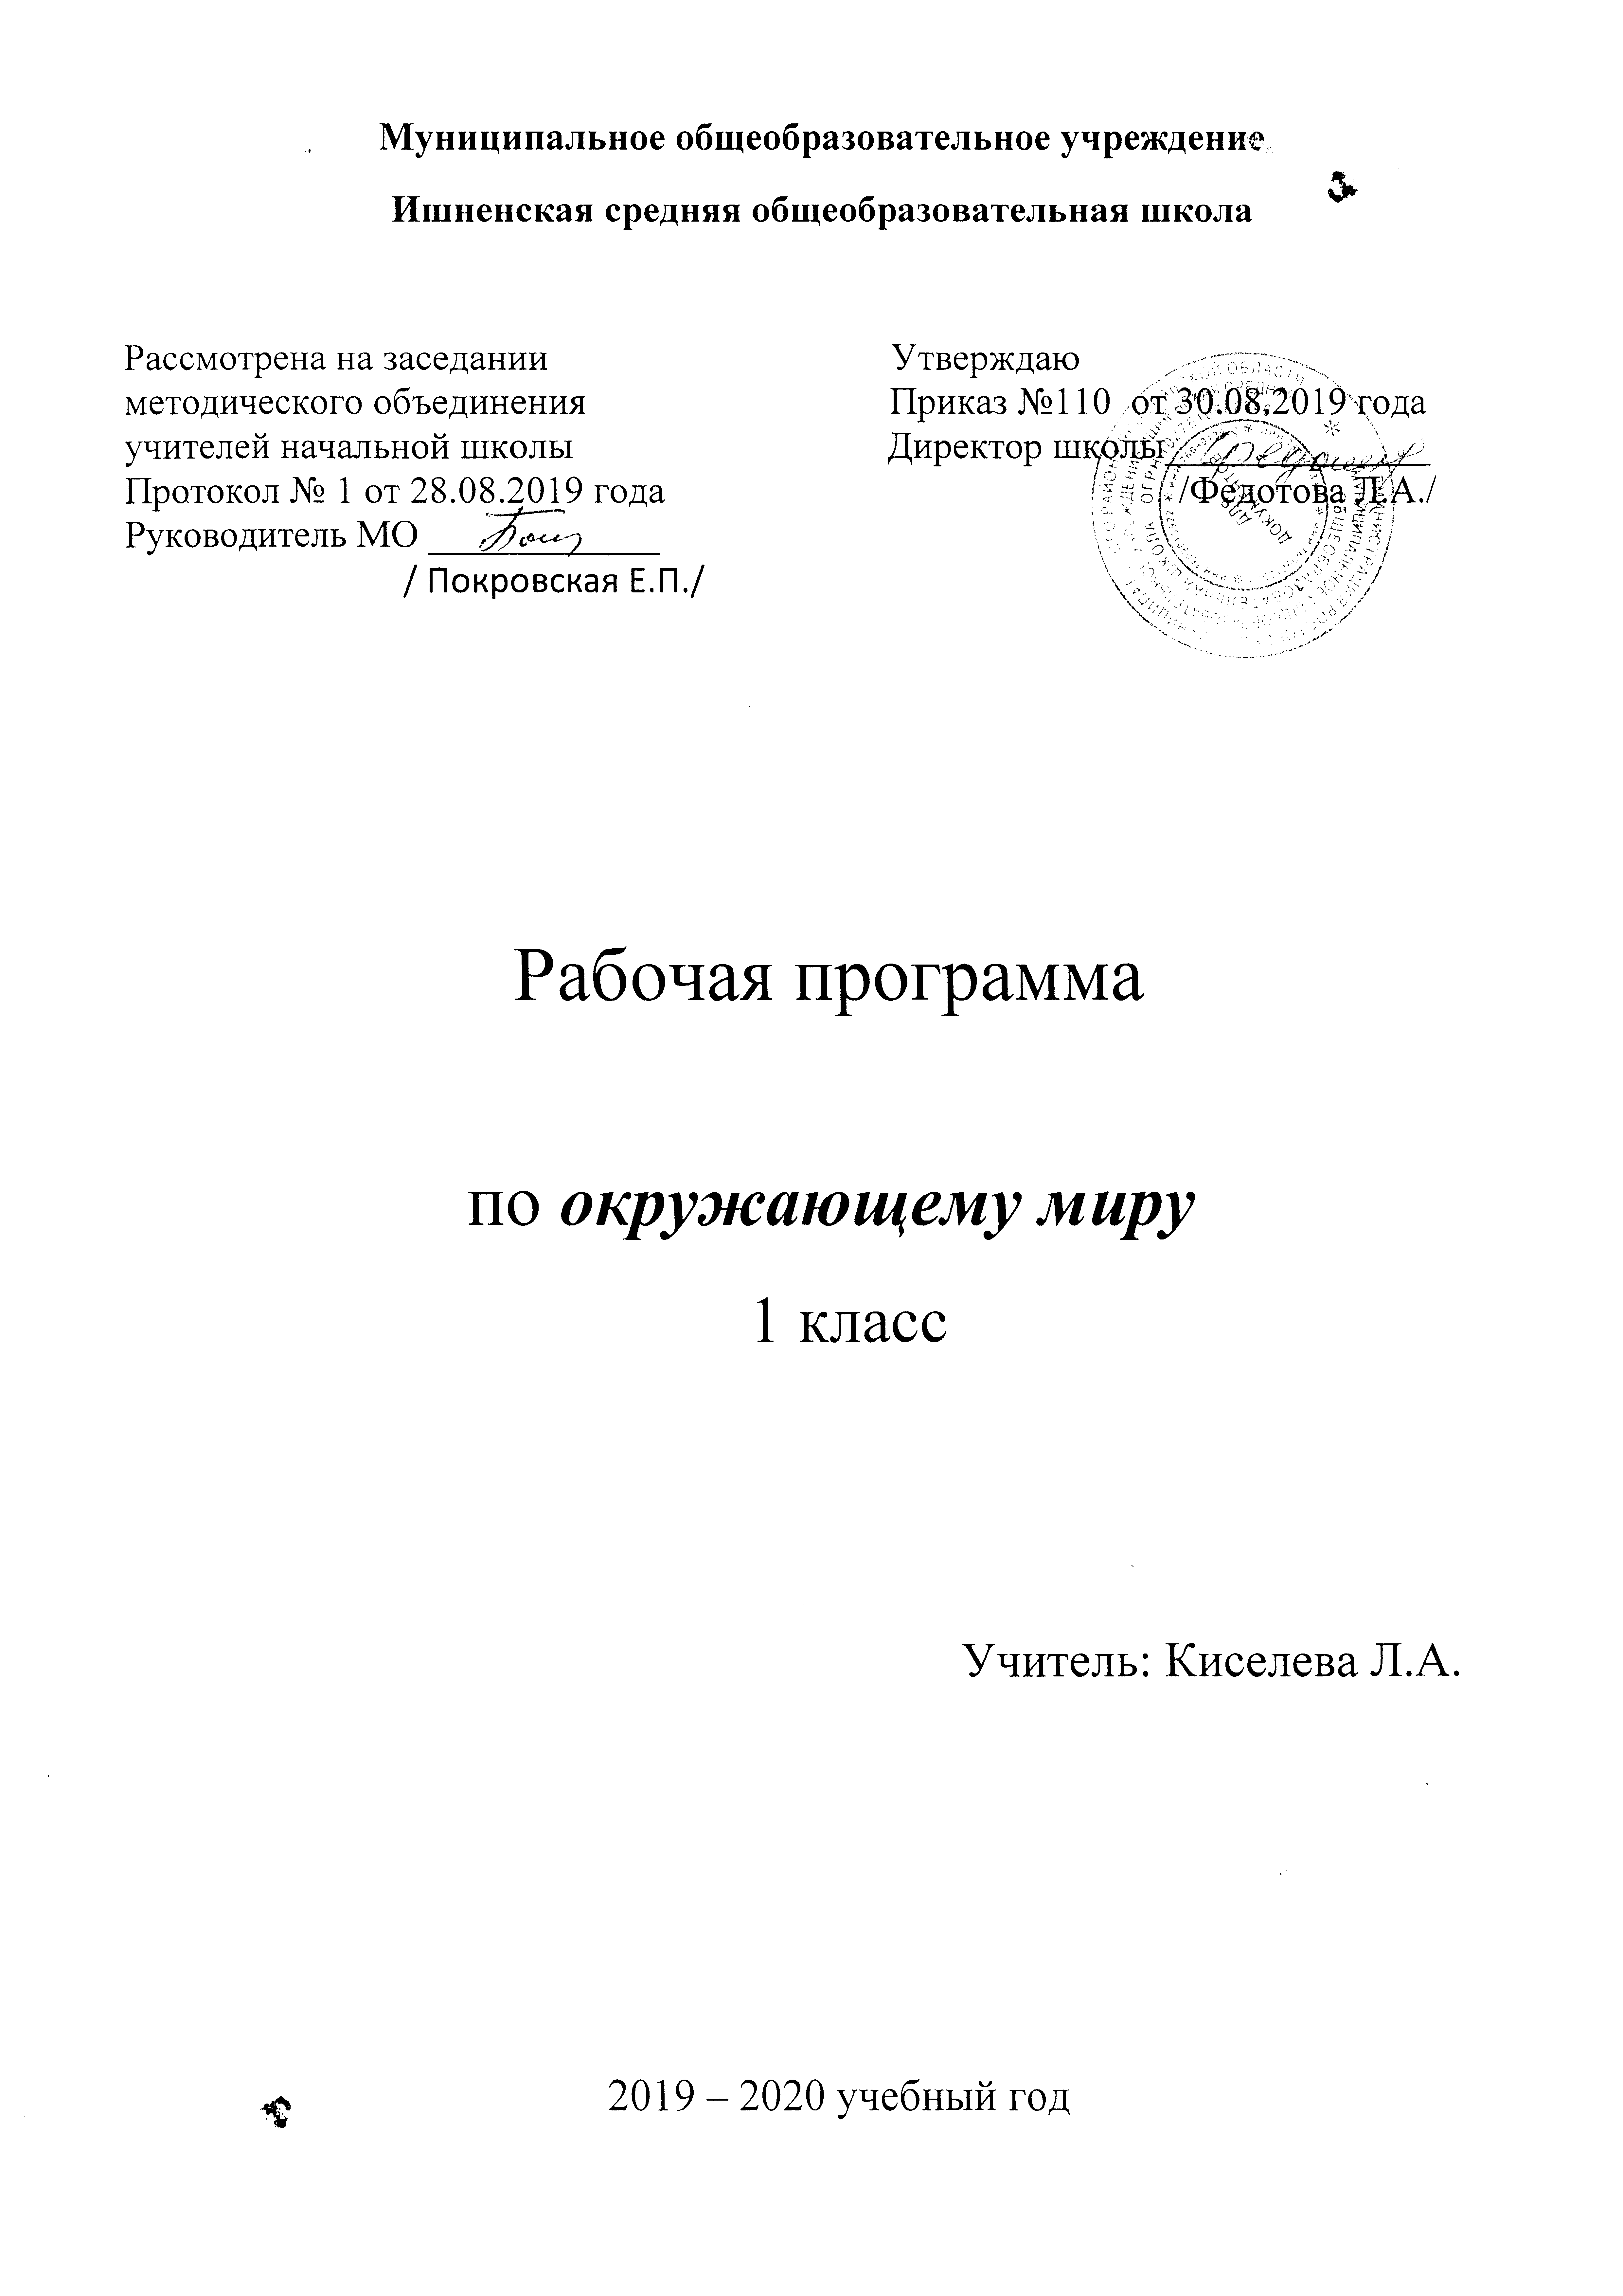 Муниципальное общеобразовательное учреждение
Ишненская средняя общеобразовательная школа
Рассмотрена на заседании
методического объединения
учителей начальной школы
Протокол № 1 от 28.08.2019 года
Руководитель МО
/ Покровская Е.П./
Утверждаю
Приказ №110 от 30.08.2019 года
Директор школы
/Федотова Л.А./
ДЛЯ
ДОКУМЕНТОВ
Рабочая программа
по окружающему миру
1 класс
Учитель: Киселева Л.А.
2019 – 2020 учебный год